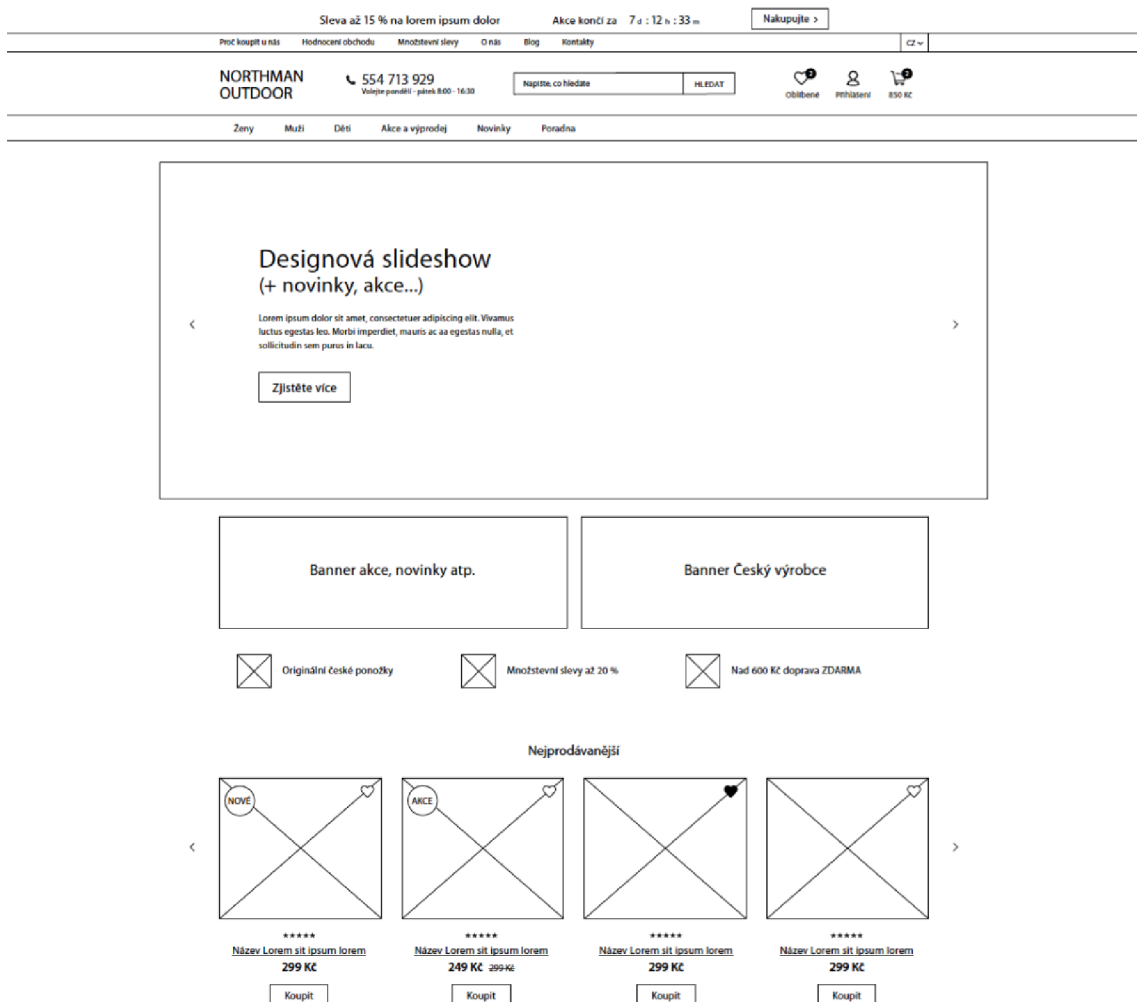 Sleva až 15 % na lorem ipsum dolor
Akce končí za 7 d : 12 h : 33 m
Nakupujte >
Proč koupit u nás Hodnocení obchodu Množstevní slevy O nás Blog Kontakty
CZ
NORTHMAN
OUTDOOR
554 713 929
Volejte pondělí - pátek 8:00 - 16:30
Napište, co hledáte
HLEDAT
2
2
Oblíbené Přihlášení 850 Kč
Ženy Muži Děti Akce a výprodej Novinky Poradna
Designová slideshow
(+ novinky, akce...)
Lorem ipsum dolor sit amet, consectetuer adipiscing elit. Vivamus
luctus egestas leo. Morbi imperdiet, mauris ac aa egestas nulla, et
sollicitudin sem purus in lacu.
Zjistěte více
Banner akce, novinky atp.
Banner Český výrobce
Originální české ponožky
Množstevní slevy až 20 %
Nad 600 Kč doprava ZDARMA
Nejprodávanější
NOVÉ
AKCE
★★★★★ ★★★★★ ★★★★★ ★★★★★
Název Lorem sit ipsum lorem Název Lorem sit ipsum lorem Název Lorem sit ipsum lorem Název Lorem sit ipsum lorem
299 Kč 249 Kč 299 Kč 299 Kč 299 Kč
Koupit Koupit Koupit Koupit